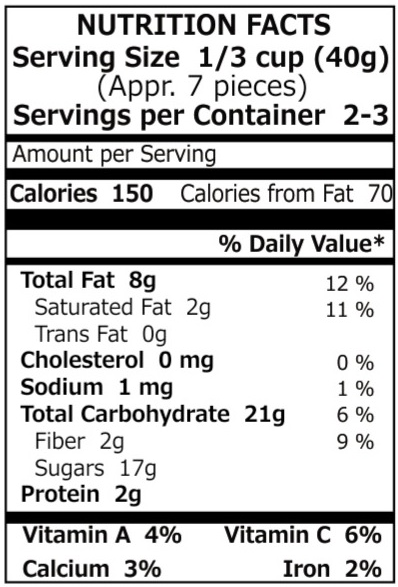 NUTRITION FACTS
Serving Size 1/3 cup (40g)
(Appr. 7 pieces)
Servings per Container 2-3
Amount per Serving
Calories 150 Calories from Fat 70
% Daily Value*
Total Fat 8g 12 %
Saturated Fat 2g 11 %
Trans Fat 0g
Cholesterol 0 mg 0 %
Sodium 1 mg 1 %
Total Carbohydrate 21g 6 %
Fiber 2g 9 %
Sugars 17g
Protein 2g
Vitamin A 4% Vitamin C 6%
Calcium 3% Iron 2%